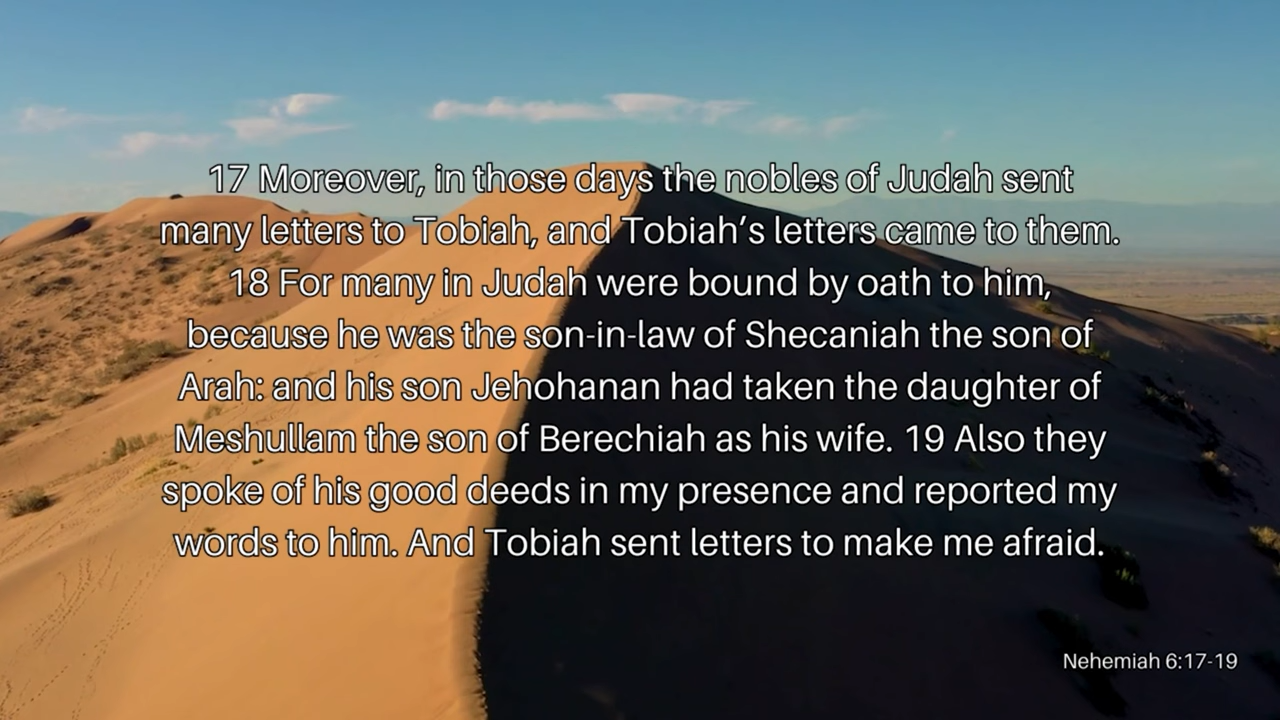 17 Moreover, in those days the nobles of Judah sent
many letters to Tobiah, and Tobiah’s letters came to them.
18 For many in Judah were bound by oath to him,
because he was the son-in-law of Shecaniah the son of
Arah: and his son Jehohanan had taken the daughter of
Meshullam the son of Berechiah as his wife. 19 Also they
spoke of his good deeds in my presence and reported my
words to him. And Tobiah sent letters to make me afraid.
Nehemiah 6:17-19